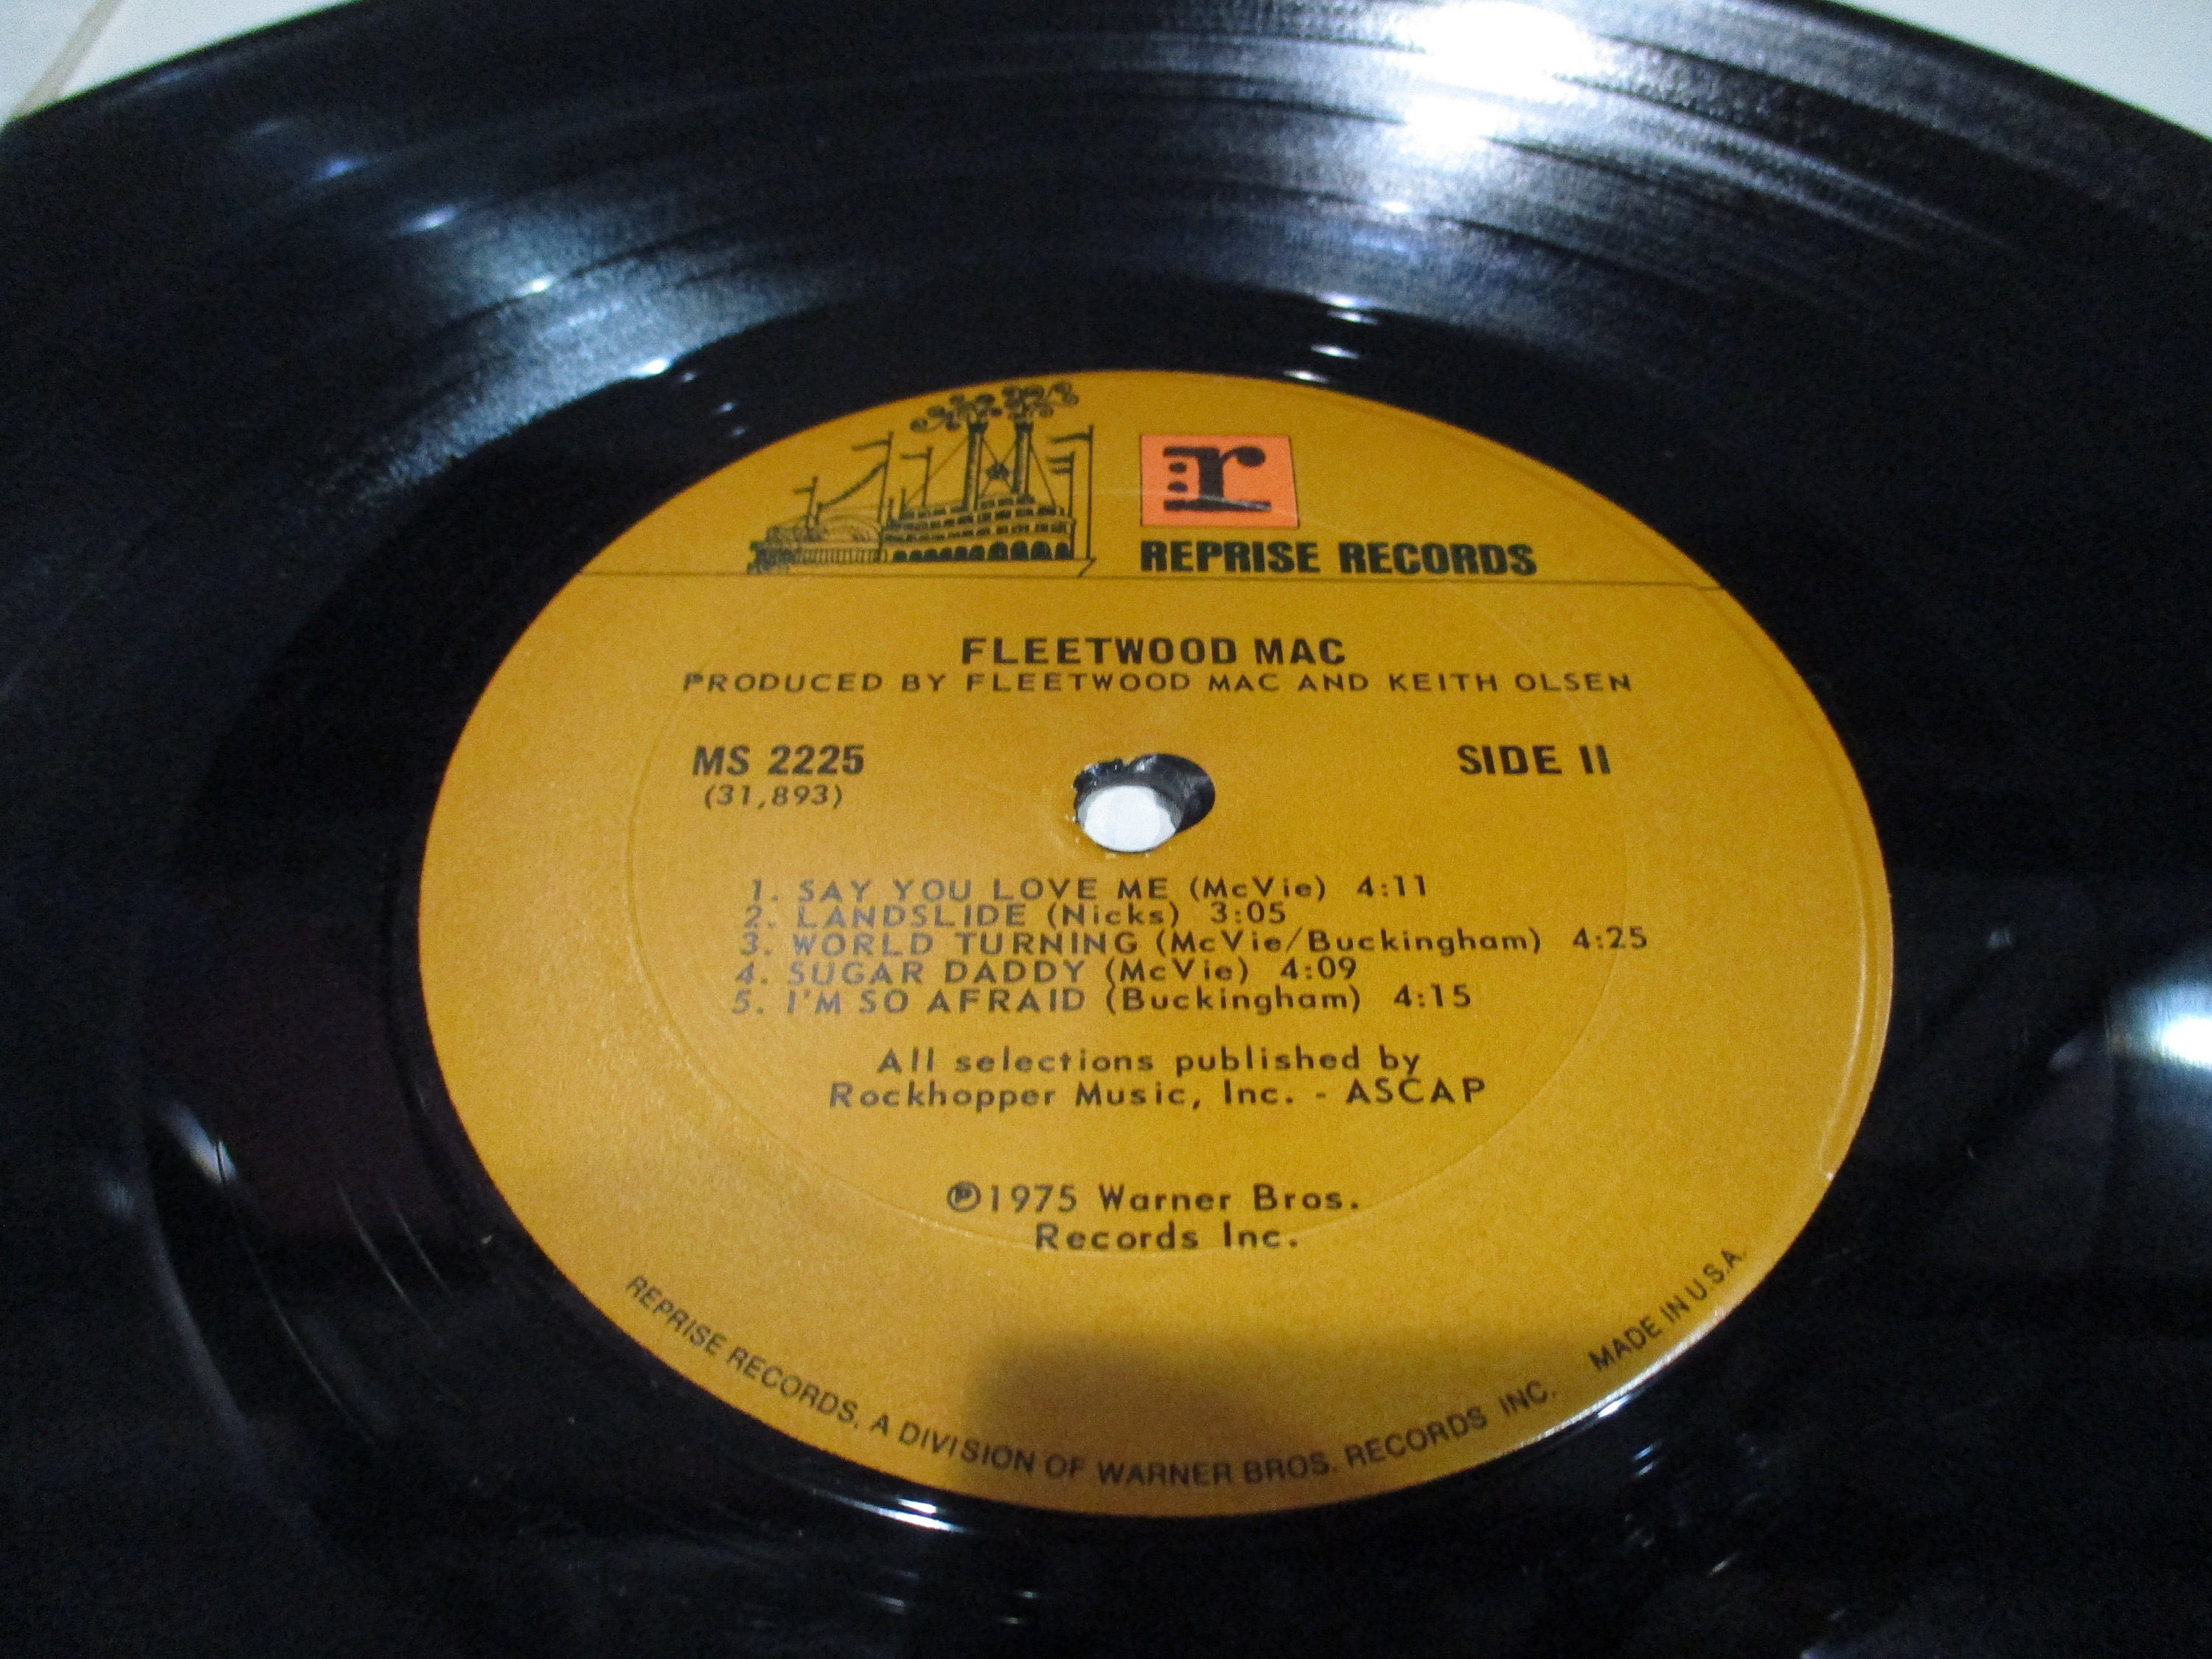 r:
REPRISE RECORDS
FLEETWOOD MAC
PRODUCED BY FLEETWOOD MAC AND KEITH OLSEN
MS 2225
(31,893)
SIDE II
1. SAY YOU LOVE ME (McVie) 4:11
2. LANDSLIDE (Nicks) 3:05
3. WORLD TURNING (McVie/Buckingham) 4:25
4. SUGAR DADDY (McVie) 4:09
5. I'M SO AFRAID (Buckingham) 4:15
All selections published by
Rockhopper Music, Inc. - ASCAP
℗1975 Warner Bros.
Records Inc.
REPRISE RECORDS, A DIVISION OF WARNER BROS. RECORDS INC. MADE IN U.S.A.